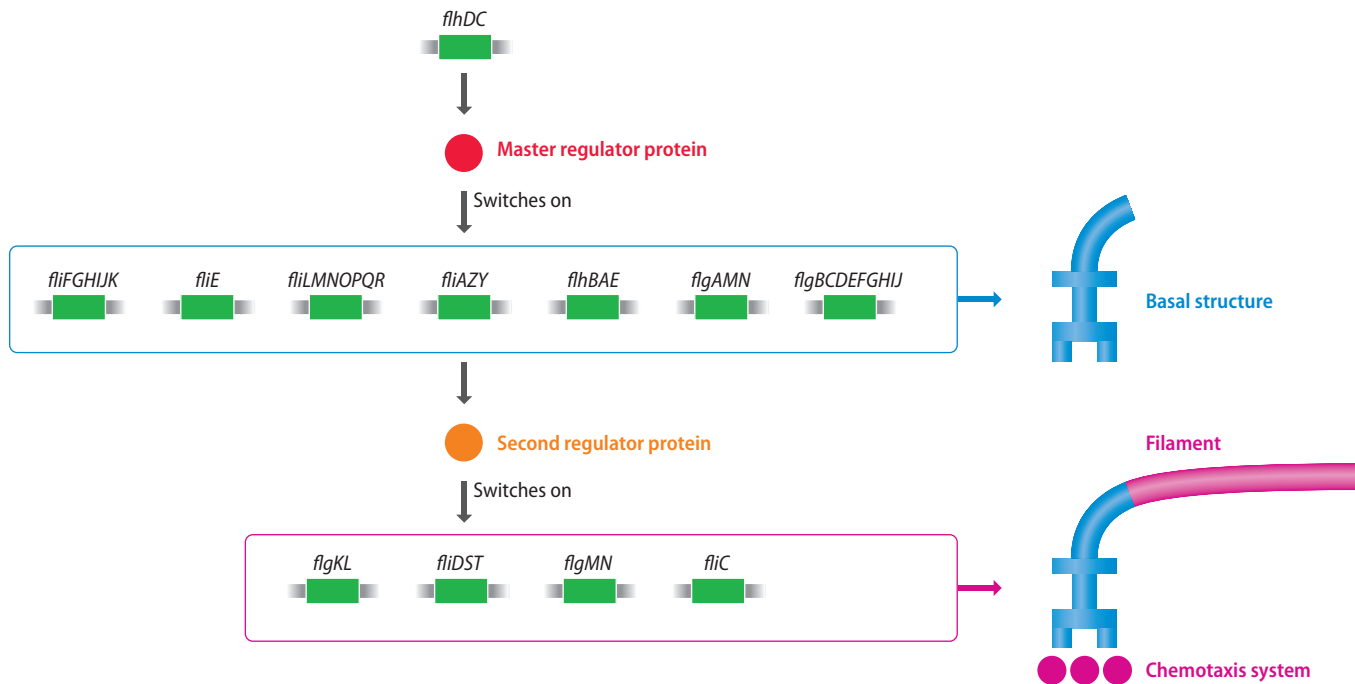 flhDC
Master regulator protein
Switches on
fliFGHIJK
fliE
fliLMNOPQR
fliAZY
flhBAE
flgAMN
flgBCDEFGHIJ
Basal structure
Second regulator protein
Filament
Switches on
flgKL
fliDST
flgMN
fliC
Chemotaxis system